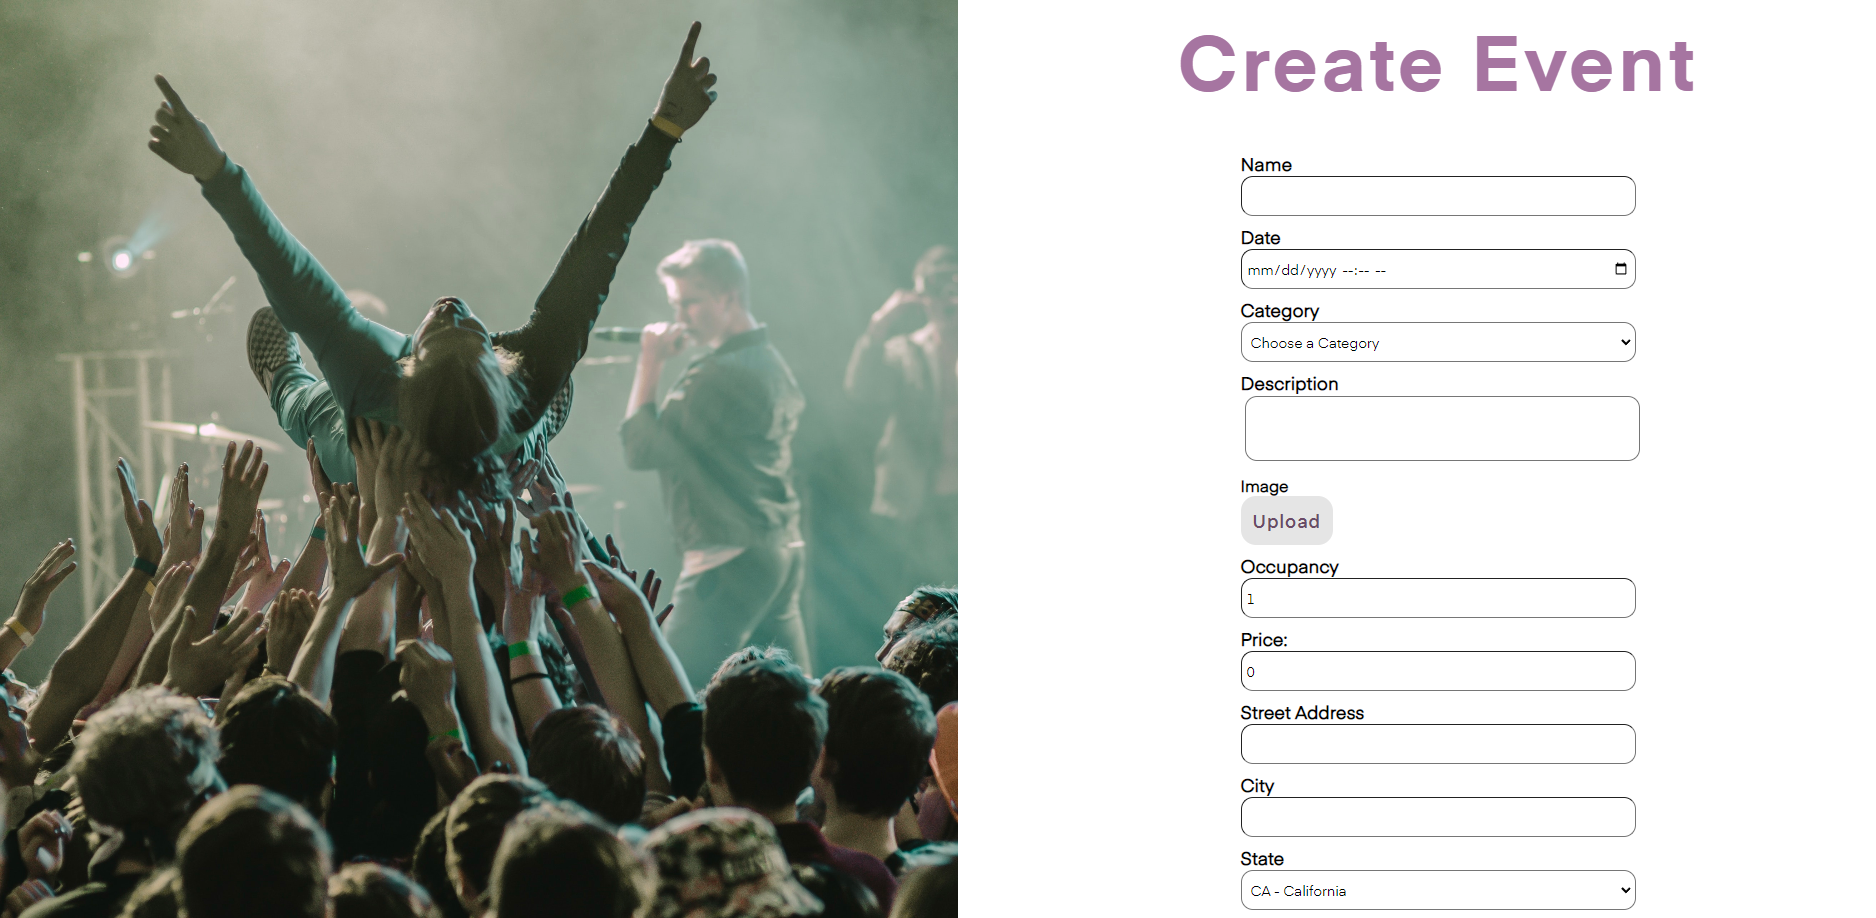 Create Event
Name
Date
mm/dd/yyyy --:-- --
Category
Choose a Category
Description
Image
Upload
Occupancy
1
Price:
0
Street Address
City
State
CA - California